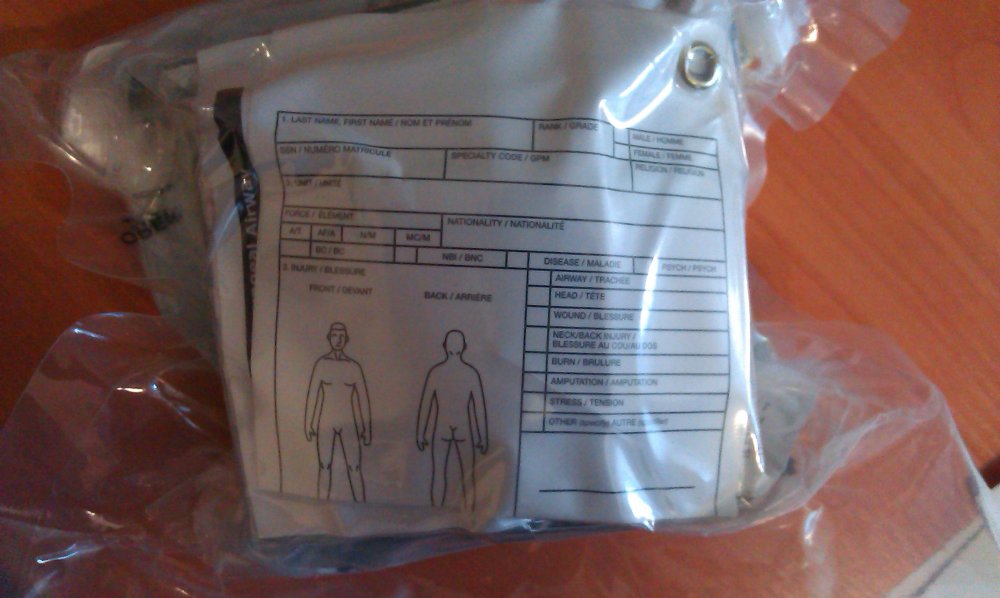 1. LAST NAME, FIRST NAME / NOM ET PRÉNOM
RANK / GRADE
MALE / HOMME
FEMALE / FEMME
RELIGION / RELIGION
SSN / NUMÉRO MATRICULE
SPECIALTY CODE / GPM
2. UNIT / UNITÉ
FORCE / ÉLÉMENT
NATIONALITY / NATIONALITÉ
A/T
AF/A
N/M
MC/M
BC / BC
NBI / BNC
DISEASE / MALADIE
PSYCH / PSYCH
3. INJURY / BLESSURE
FRONT / DEVANT
BACK / ARRIÈRE
AIRWAY / TRACHÉE
HEAD / TÊTE
WOUND / BLESSURE
NECK/BACK INJURY /
BLESSURE AU COU/AU DOS
BURN / BRULURE
AMPUTATION / AMPUTATION
STRESS / TENSION
OTHER (specify) AUTRE